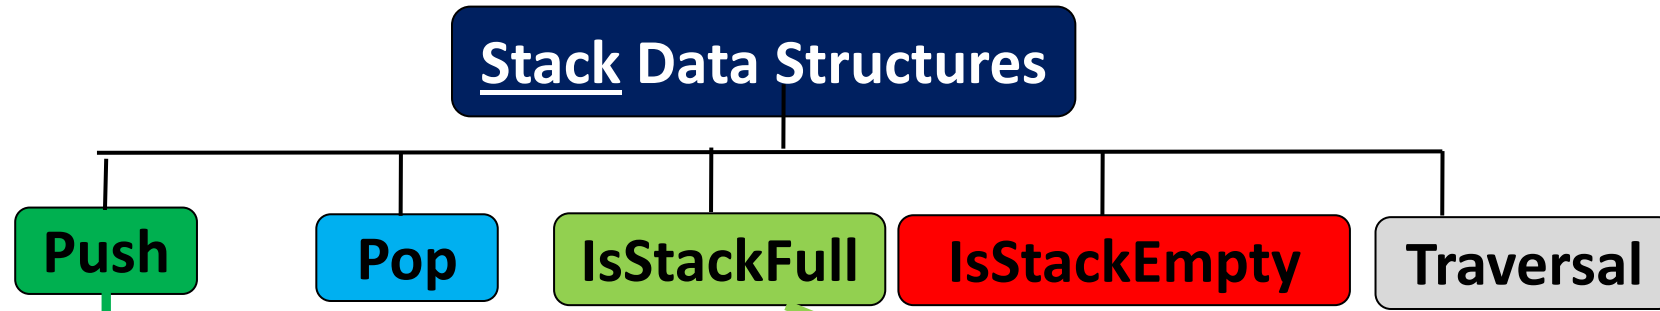 Stack Data Structures
Push
Pop
IsStackFull
IsStackEmpty
Traversal